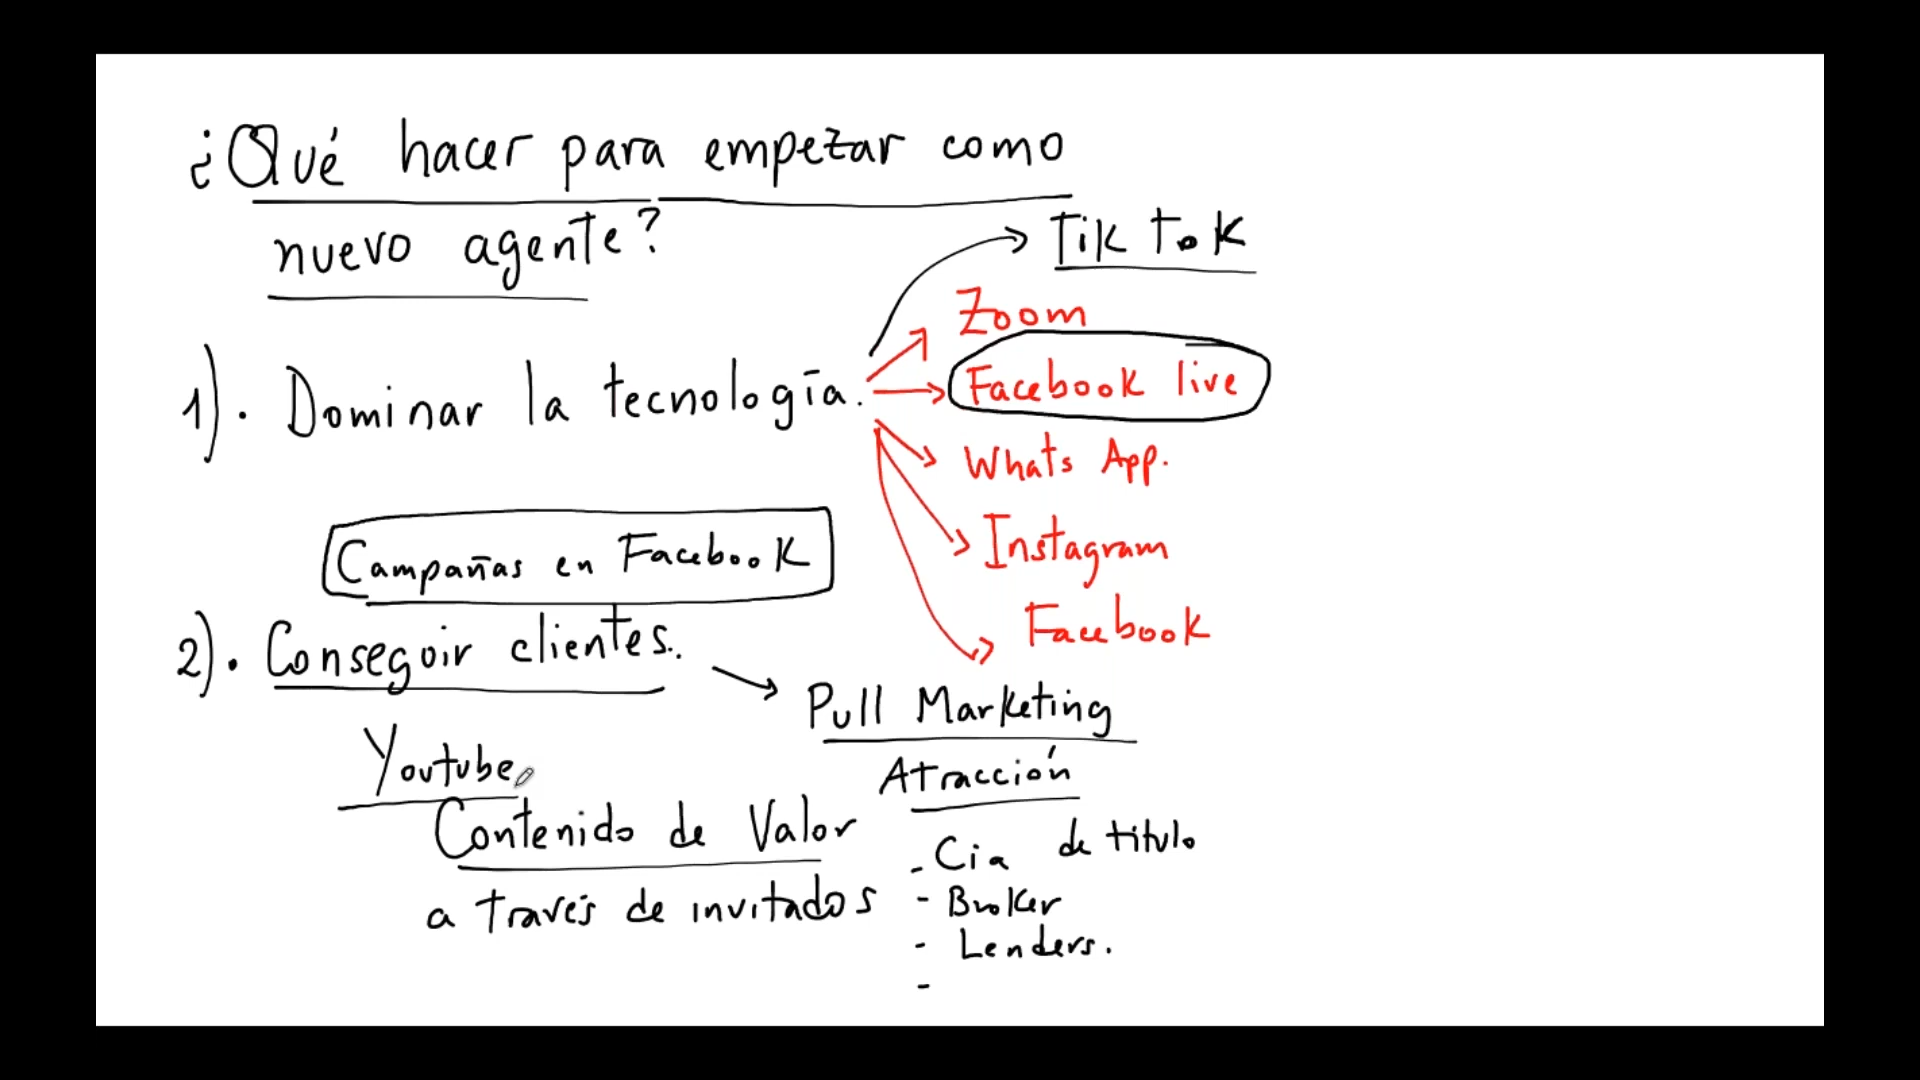 ¿Qué hacer para empezar como
nuevo agente?
Tik tok
Zoom
1). Dominar la tecnología.
Facebook live
Whats App.
Instagram
Facebook
Campañas en Facebook
2). Conseguir clientes.
Pull Marketing
Atracción
Youtube
Contenido de Valor
a través de invitados
- Cia de titulo
- Broker
- Lenders.
-